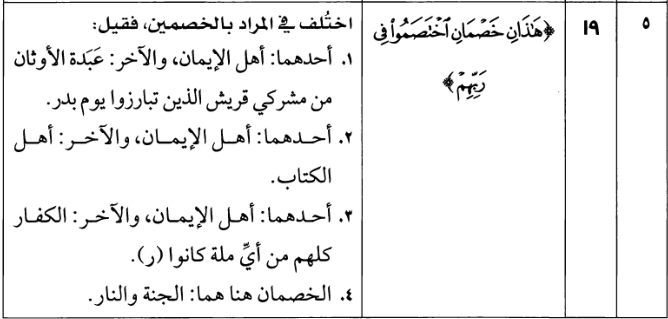 ٥
١٩
﴿هَٰذَانِ خَصْمَانِ ٱخْتَصَمُوا۟ فِي
رَبِّهِمْ﴾
اختُلف في المراد بالخصمين، فقيل:
١. أحدهما: أهل الإيمان، والآخر: عَبَدة الأوثان
من مشركي قريش الذين تبارزوا يوم بدر.
٢. أحدهما: أهل الإيمان، والآخر: أهل
الكتاب.
٣. أحدهما: أهل الإيمان، والآخر: الكفار
كلهم من أيِّ ملة كانوا (ر).
٤. الخصمان هنا هما: الجنة والنار.